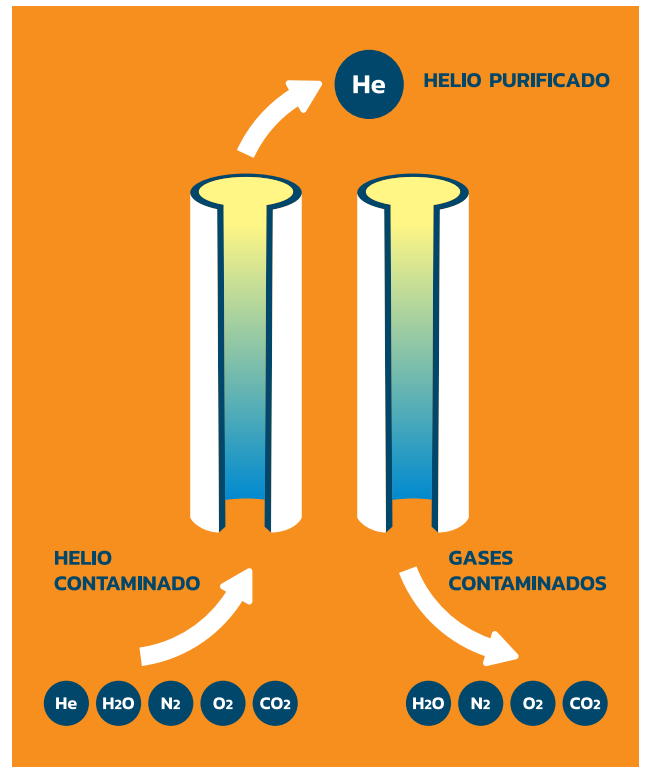 He
HELIO PURIFICADO
HELIO
CONTAMINADO
GASES
CONTAMINADOS
He H2O N2 O2 CO2
H2O N2 O2 CO2